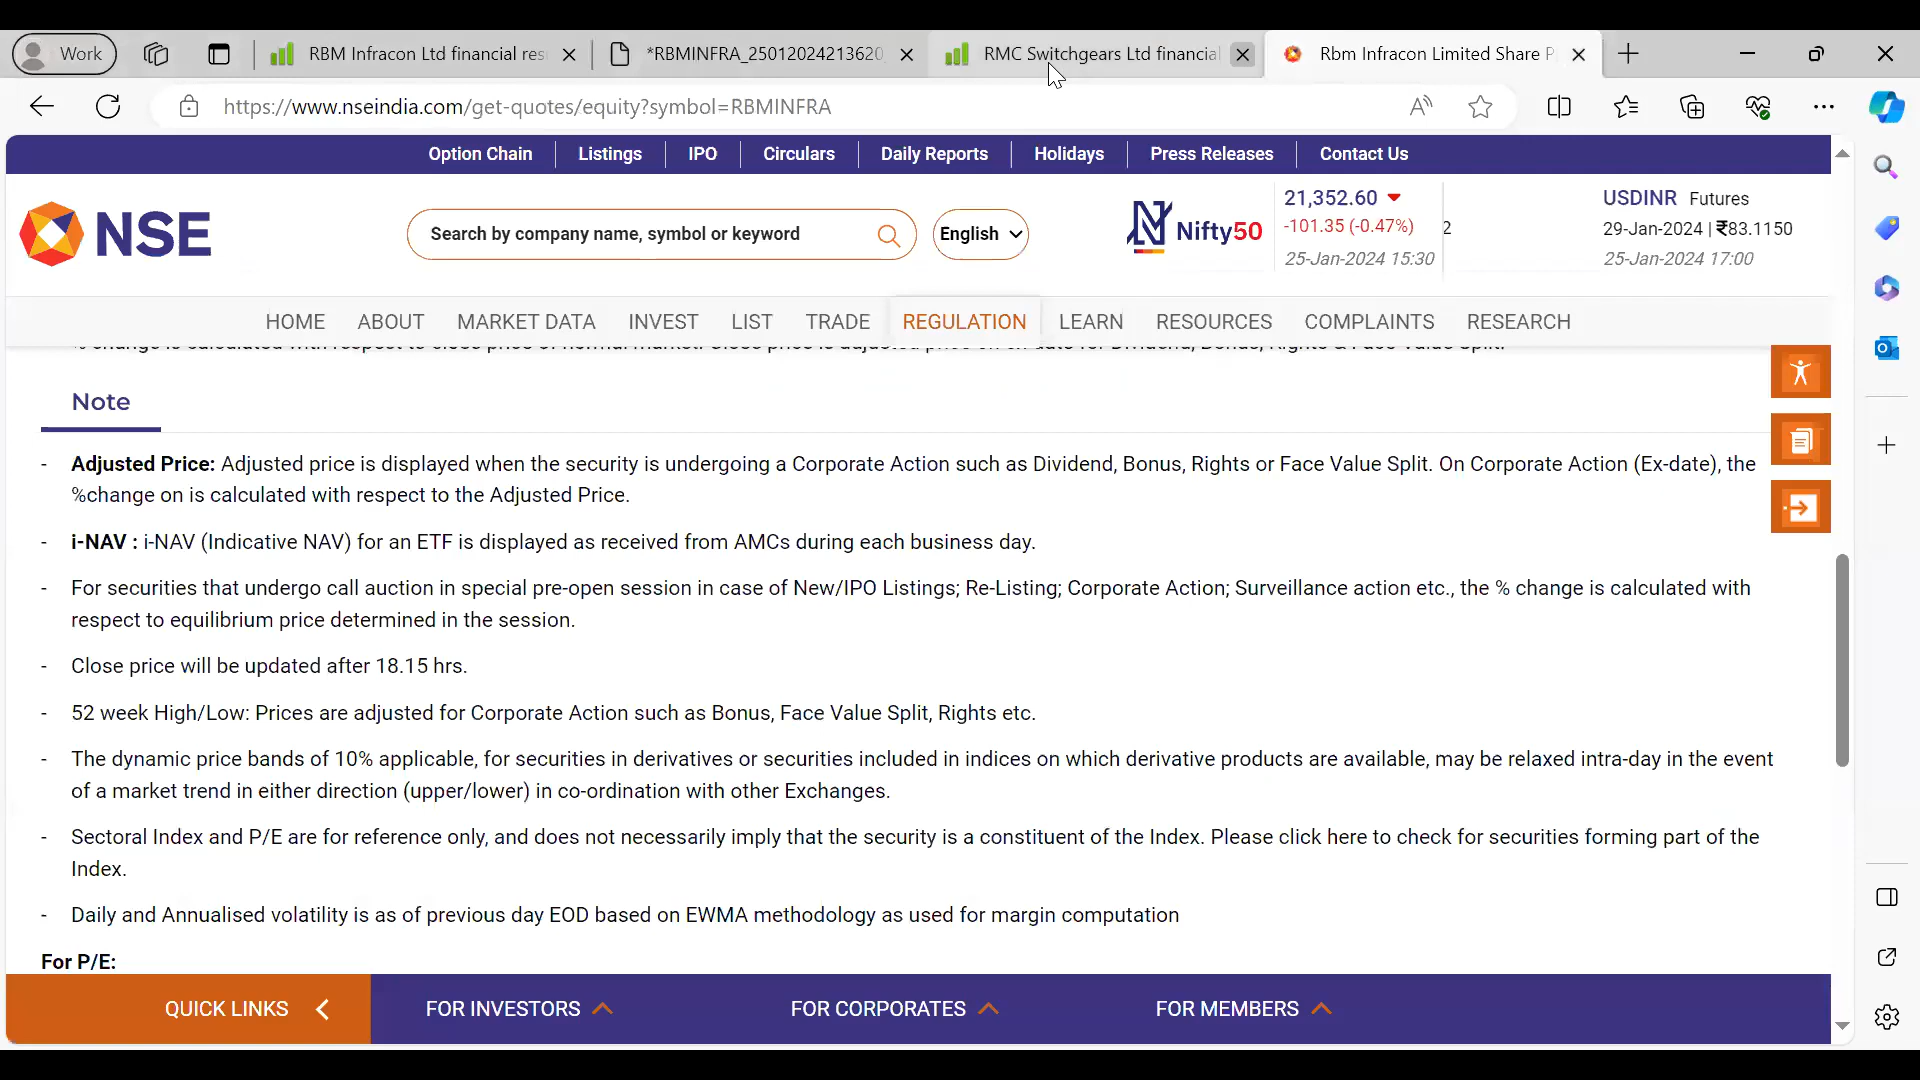 Work
RBM Infracon Ltd financial res
*RBMINFRA_25012024213620
RMC Switchgears Ltd financial
Rbm Infracon Limited Share P
https://www.nseindia.com/get-quotes/equity?symbol=RBMINFRA
Option Chain
Listings
IPO
Circulars
Daily Reports
Holidays
Press Releases
Contact Us
NSE
Search by company name, symbol or keyword
English
Nifty50
21,352.60
-101.35 (-0.47%)
25-Jan-2024 15:30
2
USDINR Futures
29-Jan-2024 | ₹83.1150
25-Jan-2024 17:00
HOME
ABOUT
MARKET DATA
INVEST
LIST
TRADE
REGULATION
LEARN
RESOURCES
COMPLAINTS
RESEARCH
Note
- Adjusted Price: Adjusted price is displayed when the security is undergoing a Corporate Action such as Dividend, Bonus, Rights or Face Value Split. On Corporate Action (Ex-date), the
%change on is calculated with respect to the Adjusted Price.
- i-NAV : i-NAV (Indicative NAV) for an ETF is displayed as received from AMCs during each business day.
- For securities that undergo call auction in special pre-open session in case of New/IPO Listings; Re-Listing; Corporate Action; Surveillance action etc., the % change is calculated with
respect to equilibrium price determined in the session.
- Close price will be updated after 18.15 hrs.
- 52 week High/Low: Prices are adjusted for Corporate Action such as Bonus, Face Value Split, Rights etc.
- The dynamic price bands of 10% applicable, for securities in derivatives or securities included in indices on which derivative products are available, may be relaxed intra-day in the event
of a market trend in either direction (upper/lower) in co-ordination with other Exchanges.
- Sectoral Index and P/E are for reference only, and does not necessarily imply that the security is a constituent of the Index. Please click here to check for securities forming part of the
Index.
- Daily and Annualised volatility is as of previous day EOD based on EWMA methodology as used for margin computation
For P/E:
QUICK LINKS
FOR INVESTORS
FOR CORPORATES
FOR MEMBERS